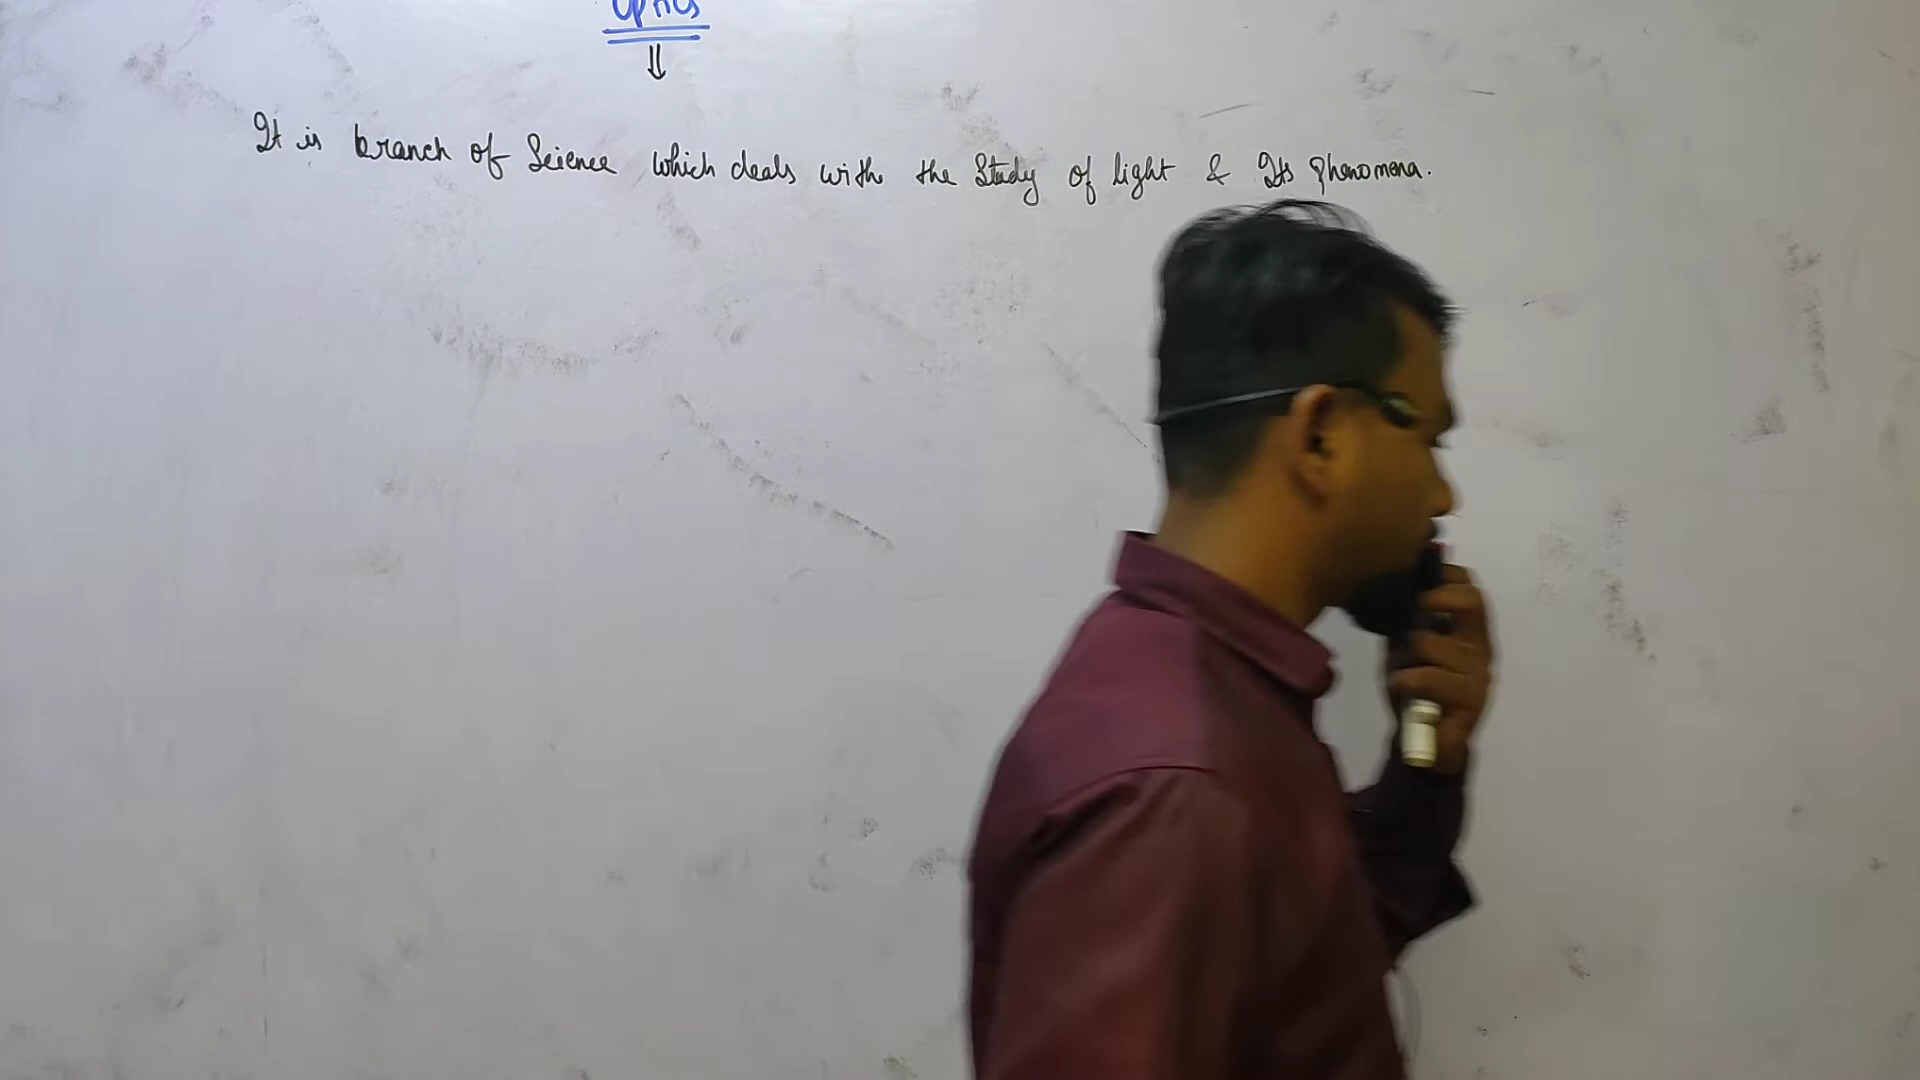 Optics
⇓
It is branch of Science which deals with the Study of light & Its phenomena.